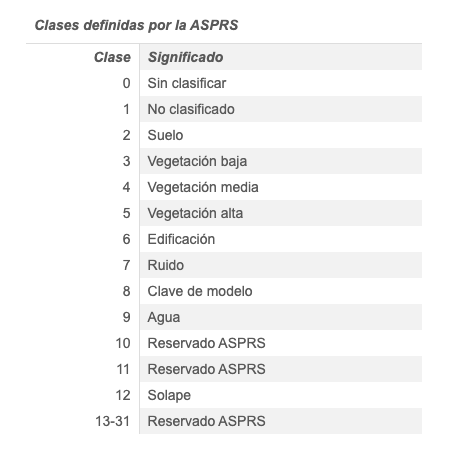 Clases definidas por la ASPRS
Clase Significado
0 Sin clasificar
1 No clasificado
2 Suelo
3 Vegetación baja
4 Vegetación media
5 Vegetación alta
6 Edificación
7 Ruido
8 Clave de modelo
9 Agua
10 Reservado ASPRS
11 Reservado ASPRS
12 Solape
13-31 Reservado ASPRS